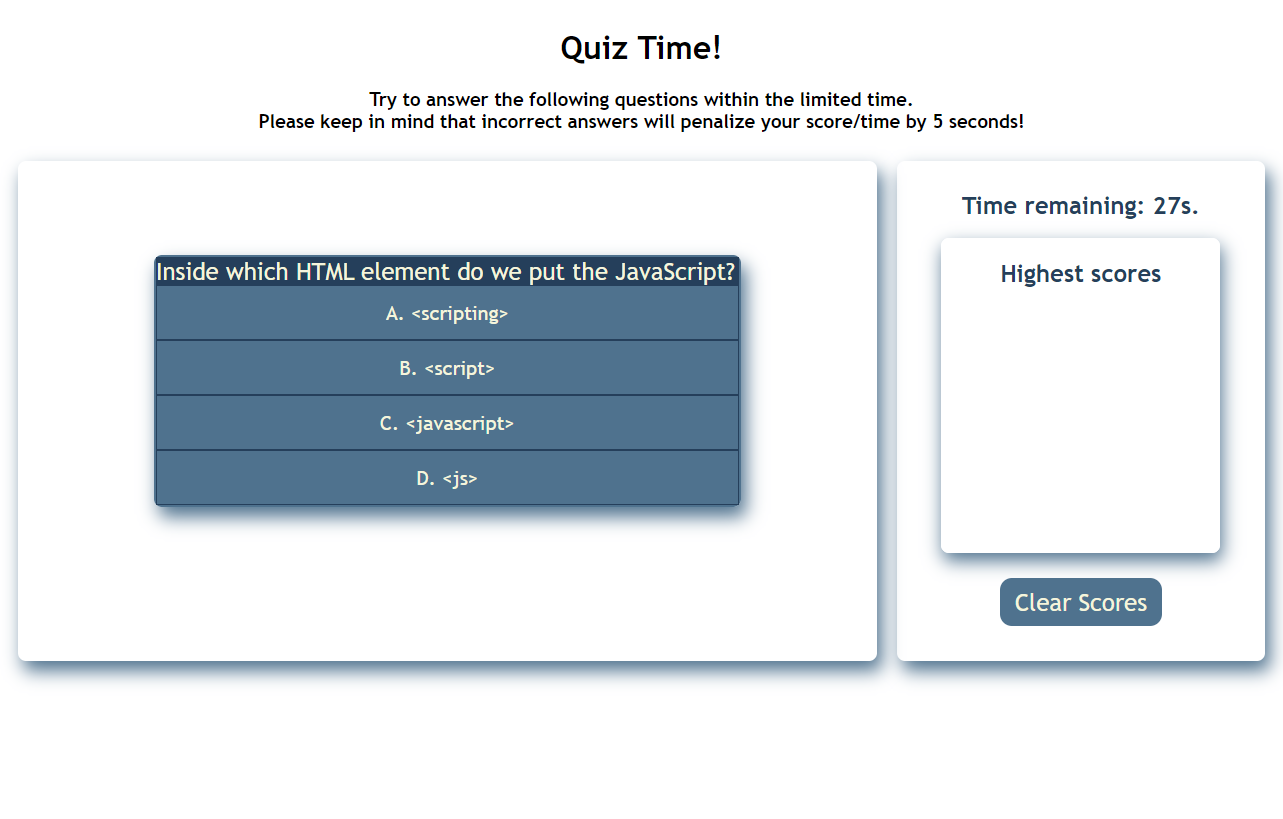 Quiz Time!
Try to answer the following questions within the limited time.
Please keep in mind that incorrect answers will penalize your score/time by 5 seconds!
Inside which HTML element do we put the JavaScript?
A. <scripting>
B. <script>
C. <javascript>
D. <js>
Time remaining: 27s.
Highest scores
Clear Scores